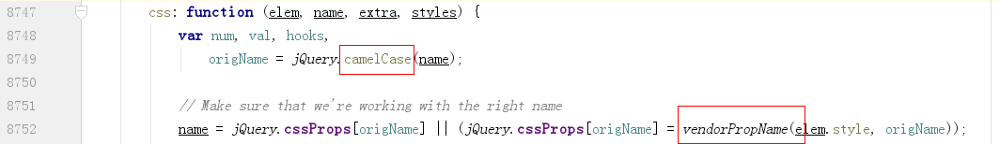 8747 css: function (elem, name, extra, styles) {
8748 var num, val, hooks,
8749 origName = jQuery.camelCase(name);
8750
8751 // Make sure that we're working with the right name
8752 name = jQuery.cssProps[origName] || (jQuery.cssProps[origName] = vendorPropName(elem.style, origName));